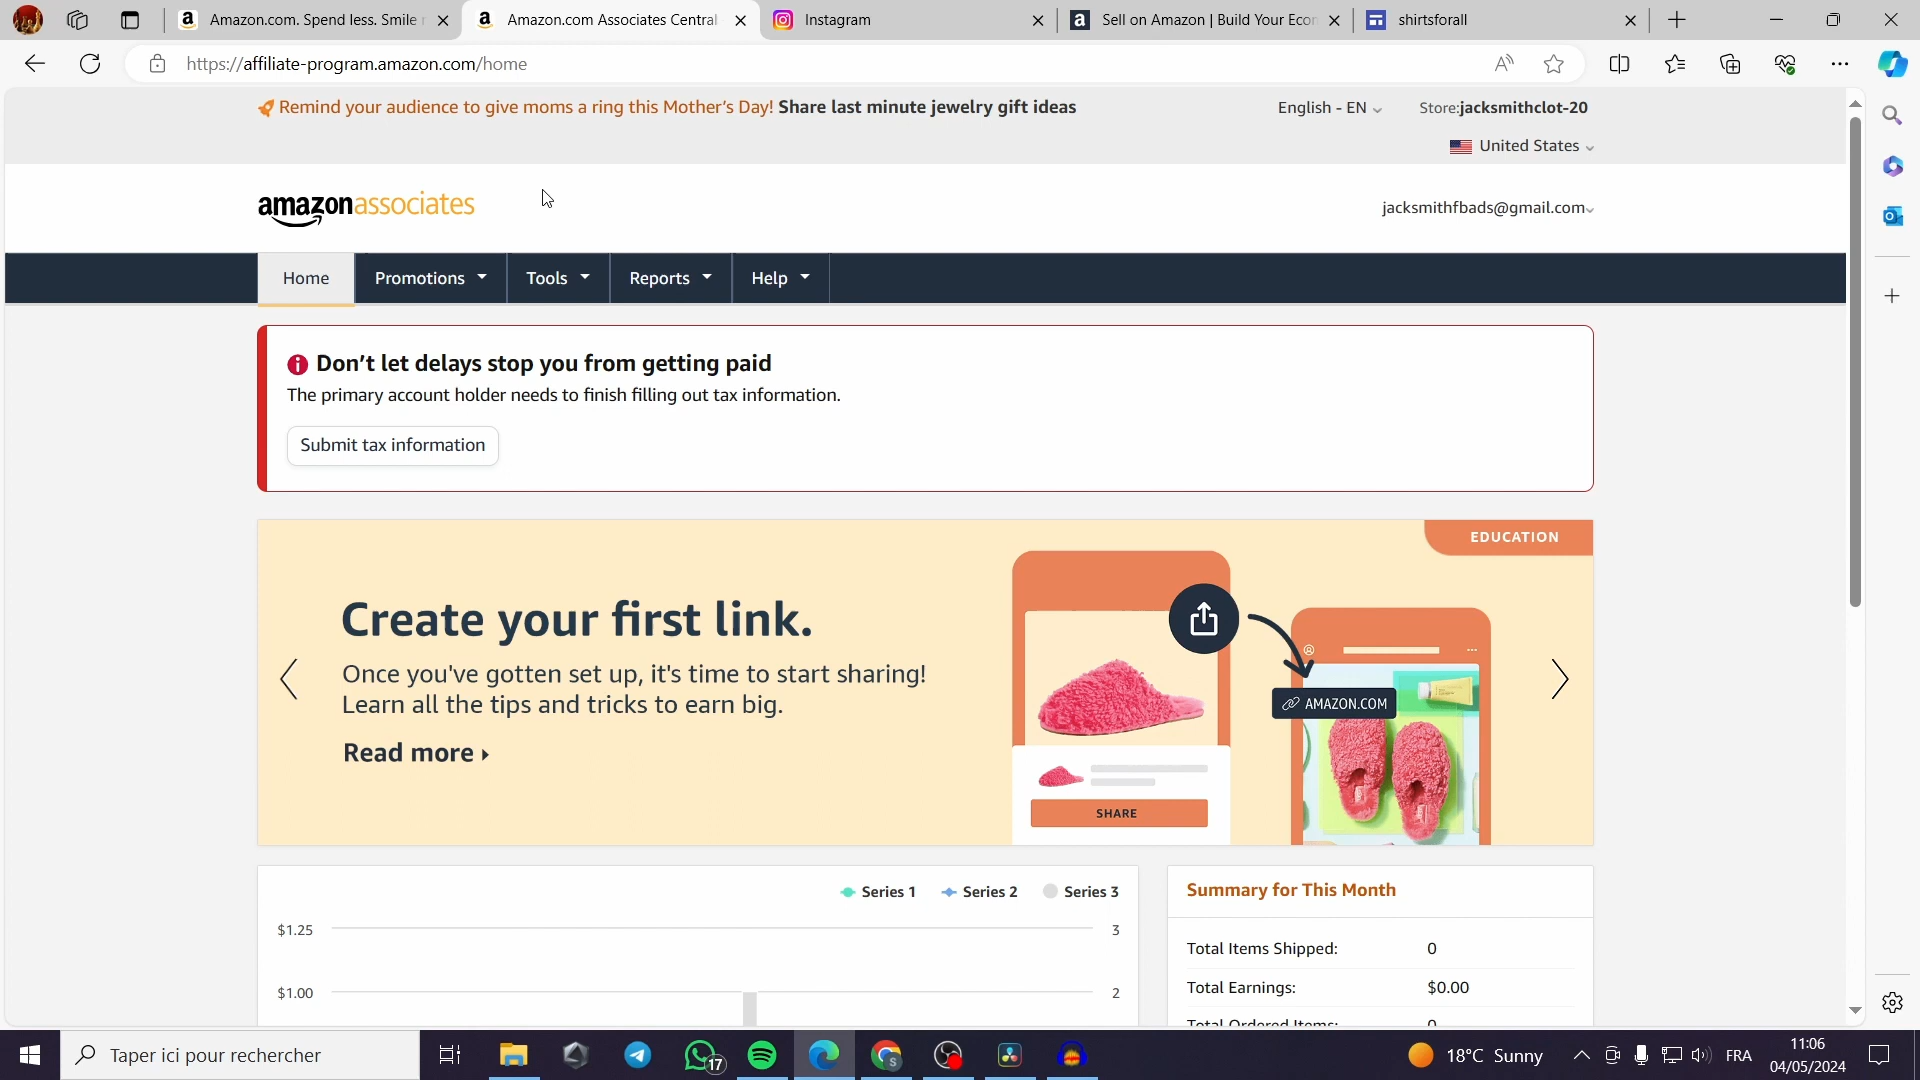 Amazon.com. Spend less. Smile
Amazon.com Associates Central
Instagram
Sell on Amazon | Build Your Eco
shirtsforall
https://affiliate-program.amazon.com/home
Remind your audience to give moms a ring this Mother's Day! Share last minute jewelry gift ideas
English - EN
Store:jacksmithclot-20
United States
amazonassociates
jacksmithfbads@gmail.com
Home
Promotions
Tools
Reports
Help
Don't let delays stop you from getting paid
The primary account holder needs to finish filling out tax information.
Submit tax information
EDUCATION
Create your first link.
Once you've gotten set up, it's time to start sharing!
Learn all the tips and tricks to earn big.
Read more
AMAZON.COM
SHARE
Series 1
Series 2
Series 3
$1.25
3
$1.00
2
Summary for This Month
Total Items Shipped: 0
Total Earnings: $0.00
Total Ordered Items: 0
Taper ici pour rechercher
17
18°C Sunny
FRA
11:06
04/05/2024